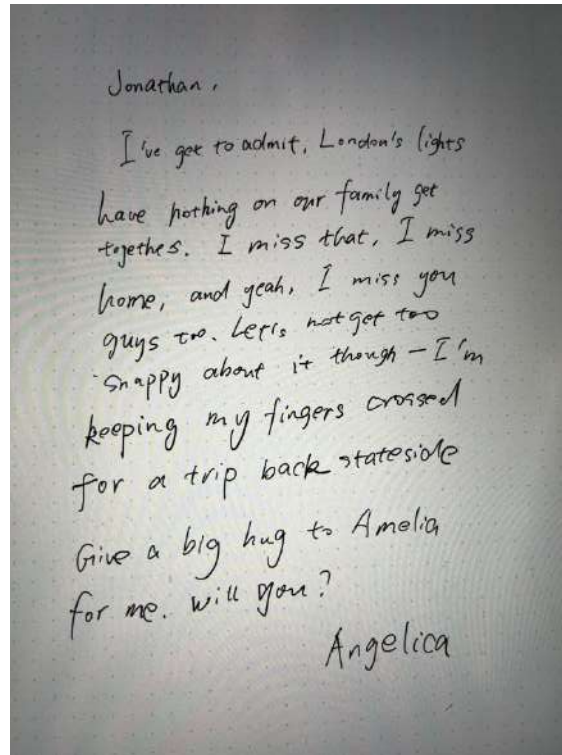 Jonathan,
I've got to admit, London's lights
have nothing on our family get
togethes. I miss that, I miss
home, and yeah, I miss you
guys too. Let's not get too
snappy about it though - I'm
keeping my fingers crossed
for a trip back stateside
Give a big hug to Amelia
for me. will you?
Angelica